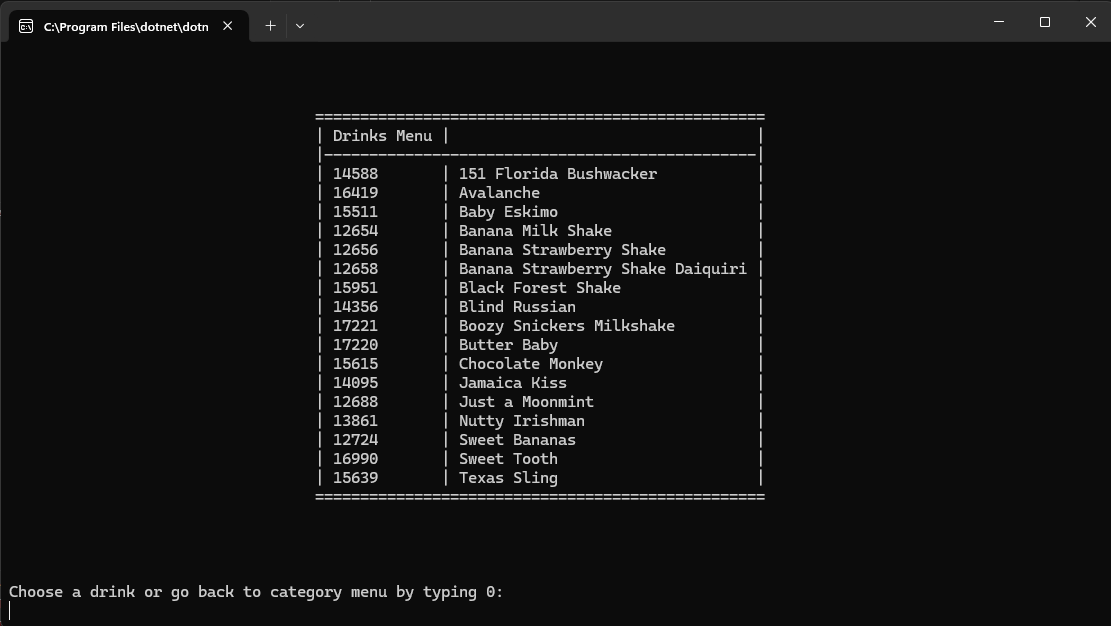 C:\Program Files\dotnet\dotn
===================================================
| Drinks Menu | |
|------------------------------------------------|
| 14588 | 151 Florida Bushwacker |
| 16419 | Avalanche |
| 15511 | Baby Eskimo |
| 12654 | Banana Milk Shake |
| 12656 | Banana Strawberry Shake |
| 12658 | Banana Strawberry Shake Daiquiri |
| 15951 | Black Forest Shake |
| 14356 | Blind Russian |
| 17221 | Boozy Snickers Milkshake |
| 17220 | Butter Baby |
| 15615 | Chocolate Monkey |
| 14095 | Jamaica Kiss |
| 12688 | Just a Moonmint |
| 13861 | Nutty Irishman |
| 12724 | Sweet Bananas |
| 16990 | Sweet Tooth |
| 15639 | Texas Sling |
===================================================
Choose a drink or go back to category menu by typing 0: